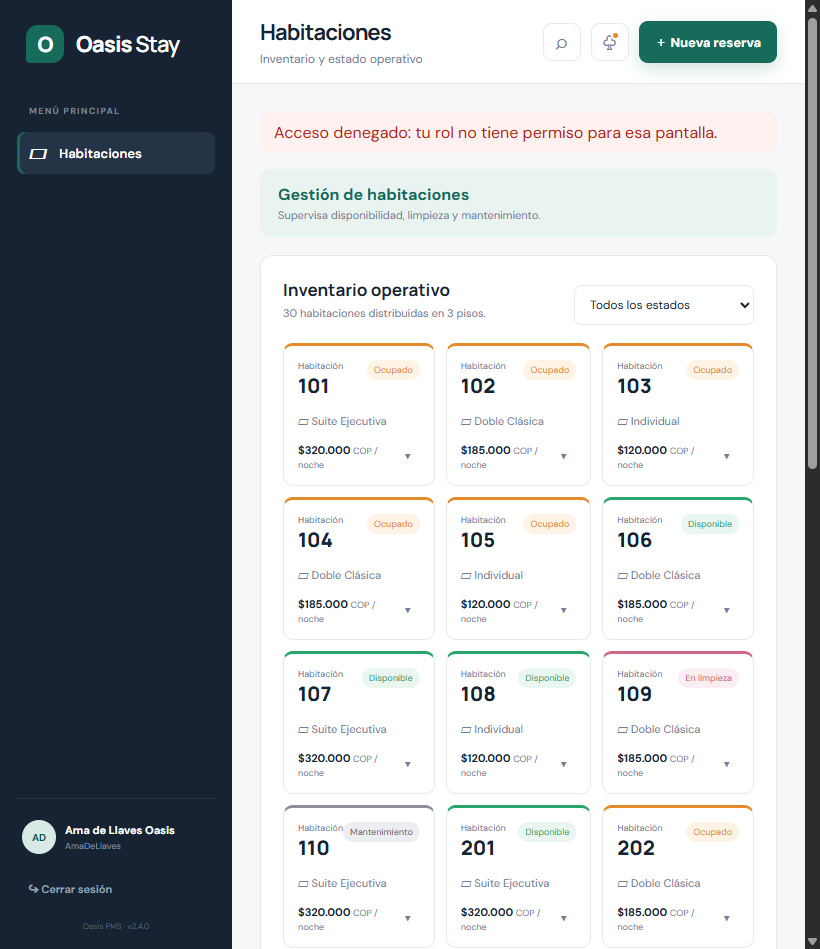 O Oasis Stay
MENÚ PRINCIPAL
Habitaciones
AD
Ama de Llaves Oasis
AmaDeLlaves
Cerrar sesión
Oasis PMS · v2.4.0
Habitaciones
Inventario y estado operativo
+ Nueva reserva
Acceso denegado: tu rol no tiene permiso para esa pantalla.
Gestión de habitaciones
Supervisa disponibilidad, limpieza y mantenimiento.
Inventario operativo
30 habitaciones distribuidas en 3 pisos.
Todos los estados
Habitación Ocupado
101
Suite Ejecutiva
$320.000 COP /
noche
Habitación Ocupado
102
Doble Clásica
$185.000 COP /
noche
Habitación Ocupado
103
Individual
$120.000 COP /
noche
Habitación Ocupado
104
Doble Clásica
$185.000 COP /
noche
Habitación Ocupado
105
Individual
$120.000 COP /
noche
Habitación Disponible
106
Doble Clásica
$185.000 COP /
noche
Habitación Disponible
107
Suite Ejecutiva
$320.000 COP /
noche
Habitación Disponible
108
Individual
$120.000 COP /
noche
Habitación En limpieza
109
Doble Clásica
$185.000 COP /
noche
Habitación Mantenimiento
110
Suite Ejecutiva
$320.000 COP /
noche
Habitación Disponible
201
Suite Ejecutiva
$320.000 COP /
noche
Habitación Ocupado
202
Doble Clásica
$185.000 COP /
noche